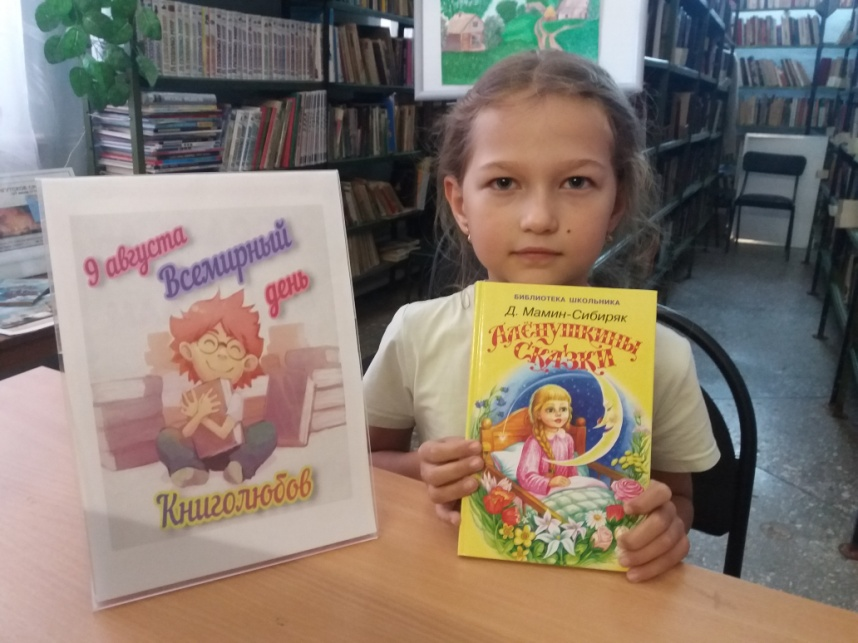 9 августа
Всемирный
день
Книголюбов
БИБЛИОТЕКА ШКОЛЬНИКА
Д. Мамин-Сибиряк
АЛЁНУШКИНЫ
СКАЗКИ